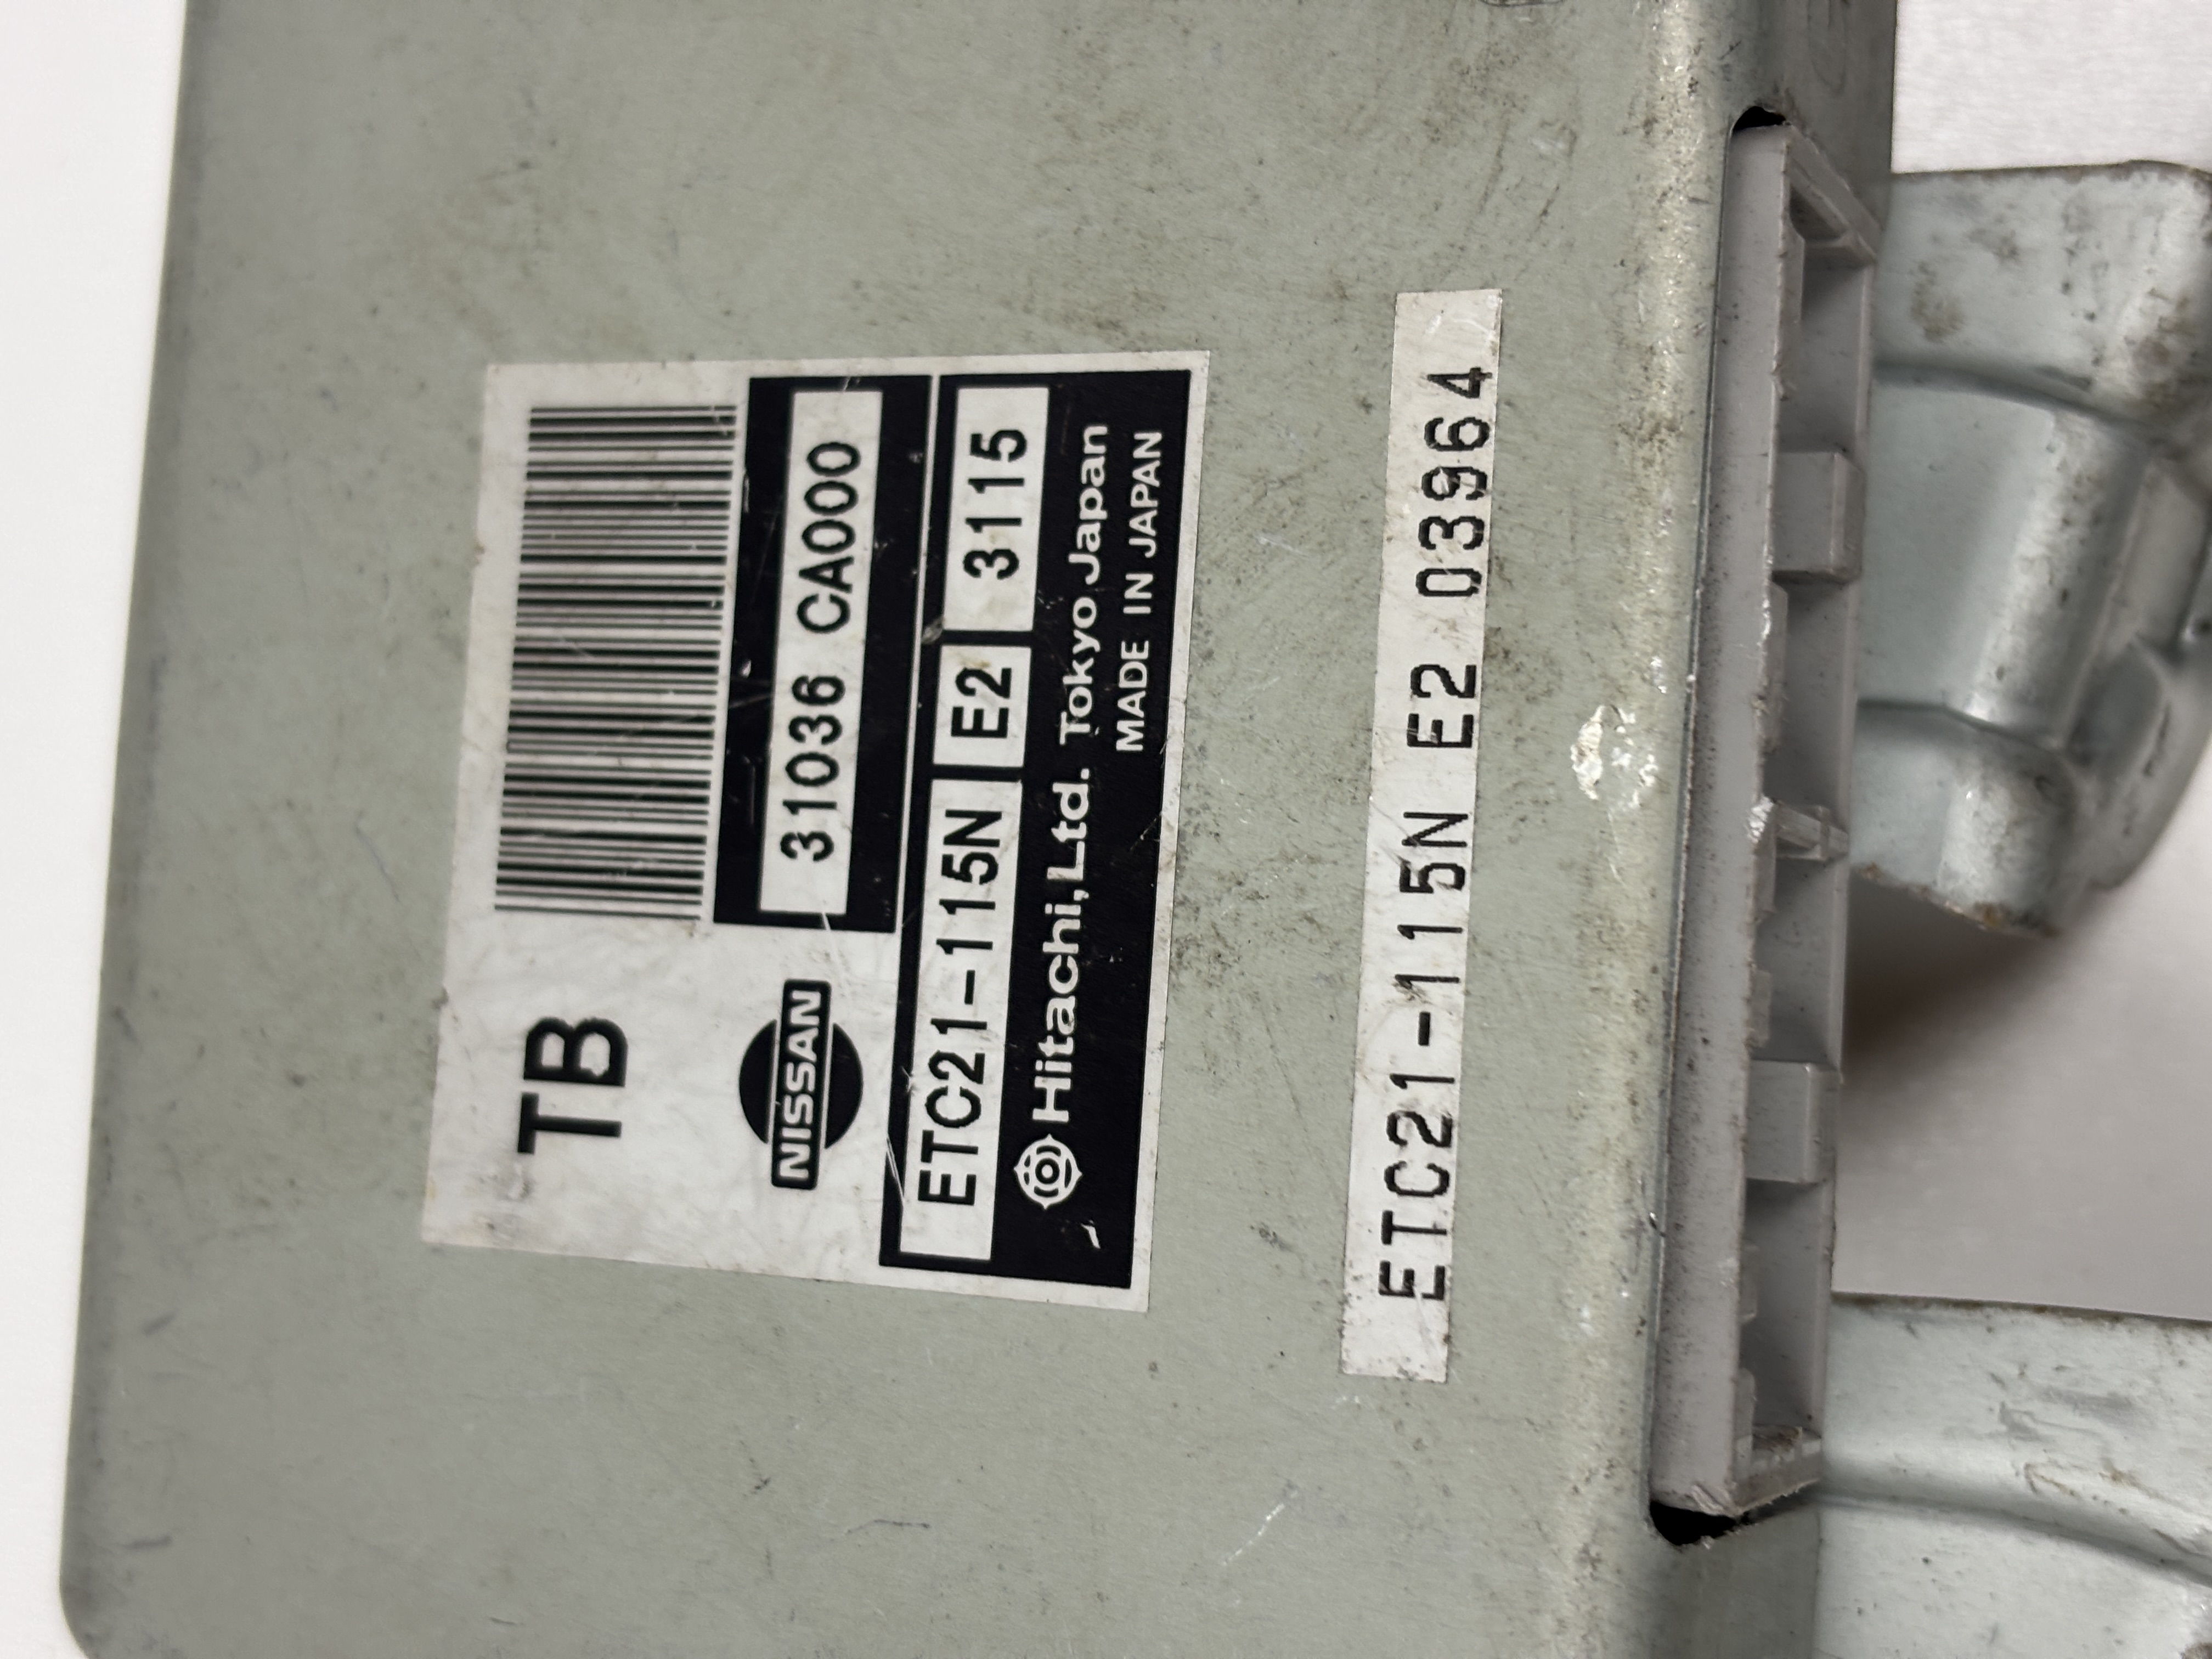 TB
31036 CA000
NISSAN
ETC21-115N E2 3115
Hitachi,Ltd. Tokyo Japan
MADE IN JAPAN
ETC21-115N E2 03964